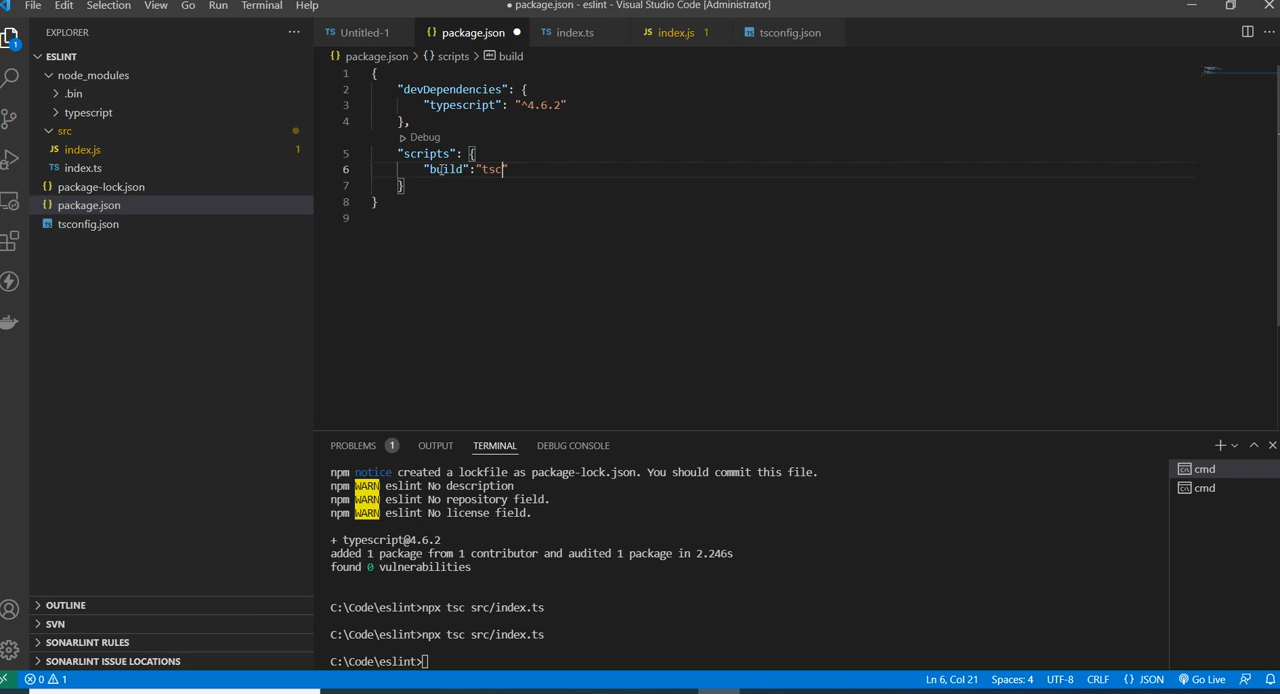 File Edit Selection View Go Run Terminal Help
● package.json - eslint - Visual Studio Code [Administrator]
EXPLORER
TS Untitled-1
{} package.json
TS index.ts
JS index.js 1
tsconfig.json
1
ESLINT
node_modules
.bin
typescript
src
JS index.js 1
TS index.ts
{} package-lock.json
{} package.json
tsconfig.json
{} package.json > {} scripts > abc build
1 {
2 "devDependencies": {
3 "typescript": "^4.6.2"
4 },
Debug
5 "scripts": {
6 "build":"tsc"
7 }
8 }
9
PROBLEMS 1 OUTPUT TERMINAL DEBUG CONSOLE
cmd
cmd
npm notice created a lockfile as package-lock.json. You should commit this file.
npm WARN eslint No description
npm WARN eslint No repository field.
npm WARN eslint No license field.
+ typescript@4.6.2
added 1 package from 1 contributor and audited 1 package in 2.246s
found 0 vulnerabilities
C:\Code\eslint>npx tsc src/index.ts
C:\Code\eslint>npx tsc src/index.ts
C:\Code\eslint>
OUTLINE
SVN
SONARLINT RULES
SONARLINT ISSUE LOCATIONS
0 1
Ln 6, Col 21 Spaces: 4 UTF-8 CRLF {} JSON Go Live